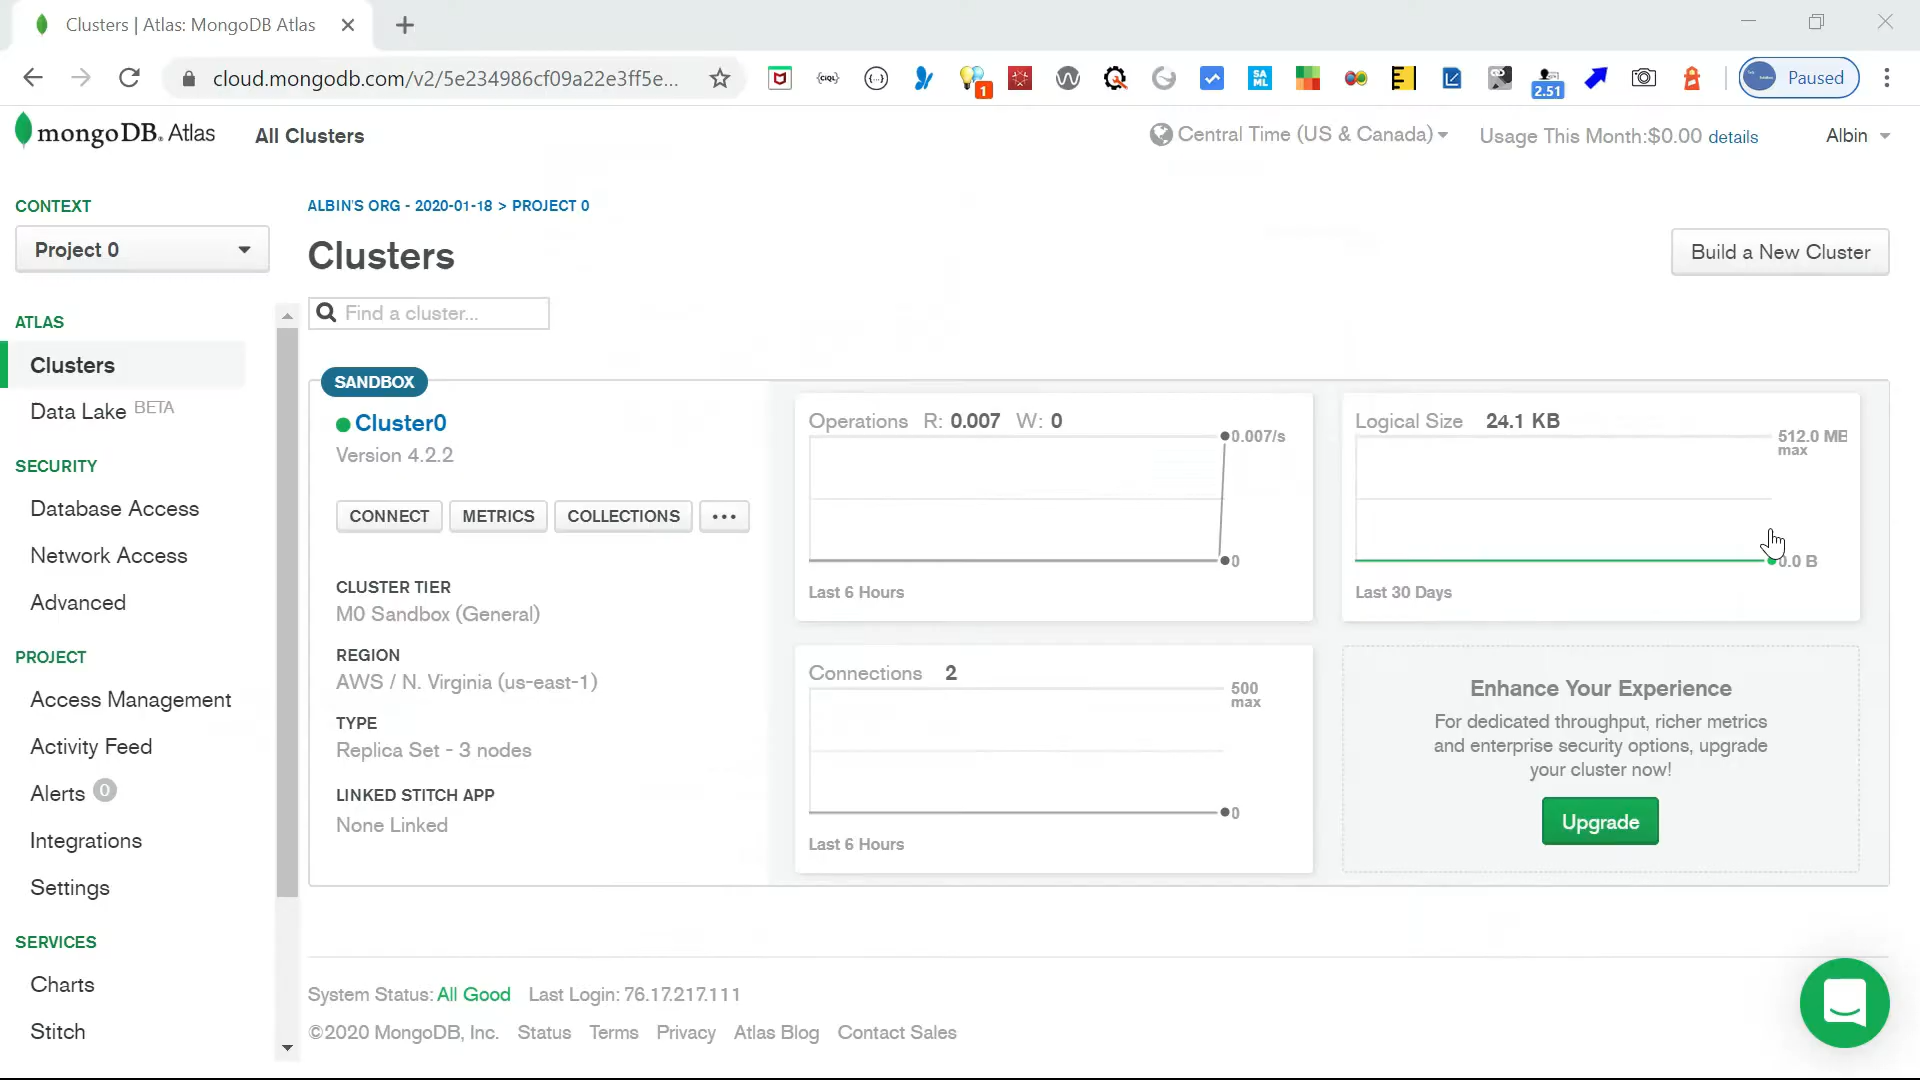 Clusters | Atlas: MongoDB Atlas
cloud.mongodb.com/v2/5e234986cf09a22e3ff5e...
CIQL
{...}
1
SA
ML
2.51
Paused
mongoDB. Atlas
All Clusters
Central Time (US & Canada)
Usage This Month:$0.00 details
Albin
CONTEXT
Project 0
ATLAS
Clusters
Data Lake BETA
SECURITY
Database Access
Network Access
Advanced
PROJECT
Access Management
Activity Feed
Alerts 0
Integrations
Settings
SERVICES
Charts
Stitch
ALBIN'S ORG - 2020-01-18 > PROJECT 0
Clusters
Build a New Cluster
Find a cluster...
SANDBOX
Cluster0
Version 4.2.2
CONNECT
METRICS
COLLECTIONS
...
CLUSTER TIER
M0 Sandbox (General)
REGION
AWS / N. Virginia (us-east-1)
TYPE
Replica Set - 3 nodes
LINKED STITCH APP
None Linked
Operations R: 0.007 W: 0
0.007/s
0
Last 6 Hours
Logical Size 24.1 KB
512.0 MB
max
0.0 B
Last 30 Days
Connections 2
500
max
0
Last 6 Hours
Enhance Your Experience
For dedicated throughput, richer metrics
and enterprise security options, upgrade
your cluster now!
Upgrade
System Status: All Good Last Login: 76.17.217.111
©2020 MongoDB, Inc. Status Terms Privacy Atlas Blog Contact Sales